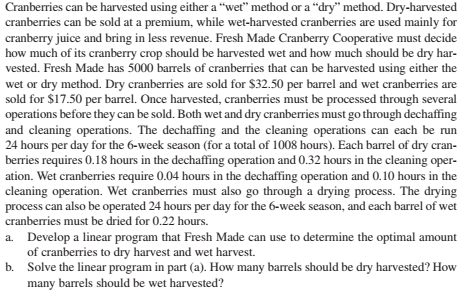 Cranberries can be harvested using either a “wet” method or a “dry” method. Dry-harvested
cranberries can be sold at a premium, while wet-harvested cranberries are used mainly for
cranberry juice and bring in less revenue. Fresh Made Cranberry Cooperative must decide
how much of its cranberry crop should be harvested wet and how much should be dry har-
vested. Fresh Made has 5000 barrels of cranberries that can be harvested using either the
wet or dry method. Dry cranberries are sold for $32.50 per barrel and wet cranberries are
sold for $17.50 per barrel. Once harvested, cranberries must be processed through several
operations before they can be sold. Both wet and dry cranberries must go through dechaffing
and cleaning operations. The dechaffing and the cleaning operations can each be run
24 hours per day for the 6-week season (for a total of 1008 hours). Each barrel of dry cran-
berries requires 0.18 hours in the dechaffing operation and 0.32 hours in the cleaning oper-
ation. Wet cranberries require 0.04 hours in the dechaffing operation and 0.10 hours in the
cleaning operation. Wet cranberries must also go through a drying process. The drying
process can also be operated 24 hours per day for the 6-week season, and each barrel of wet
cranberries must be dried for 0.22 hours.
a. Develop a linear program that Fresh Made can use to determine the optimal amount
of cranberries to dry harvest and wet harvest.
b. Solve the linear program in part (a). How many barrels should be dry harvested? How
many barrels should be wet harvested?